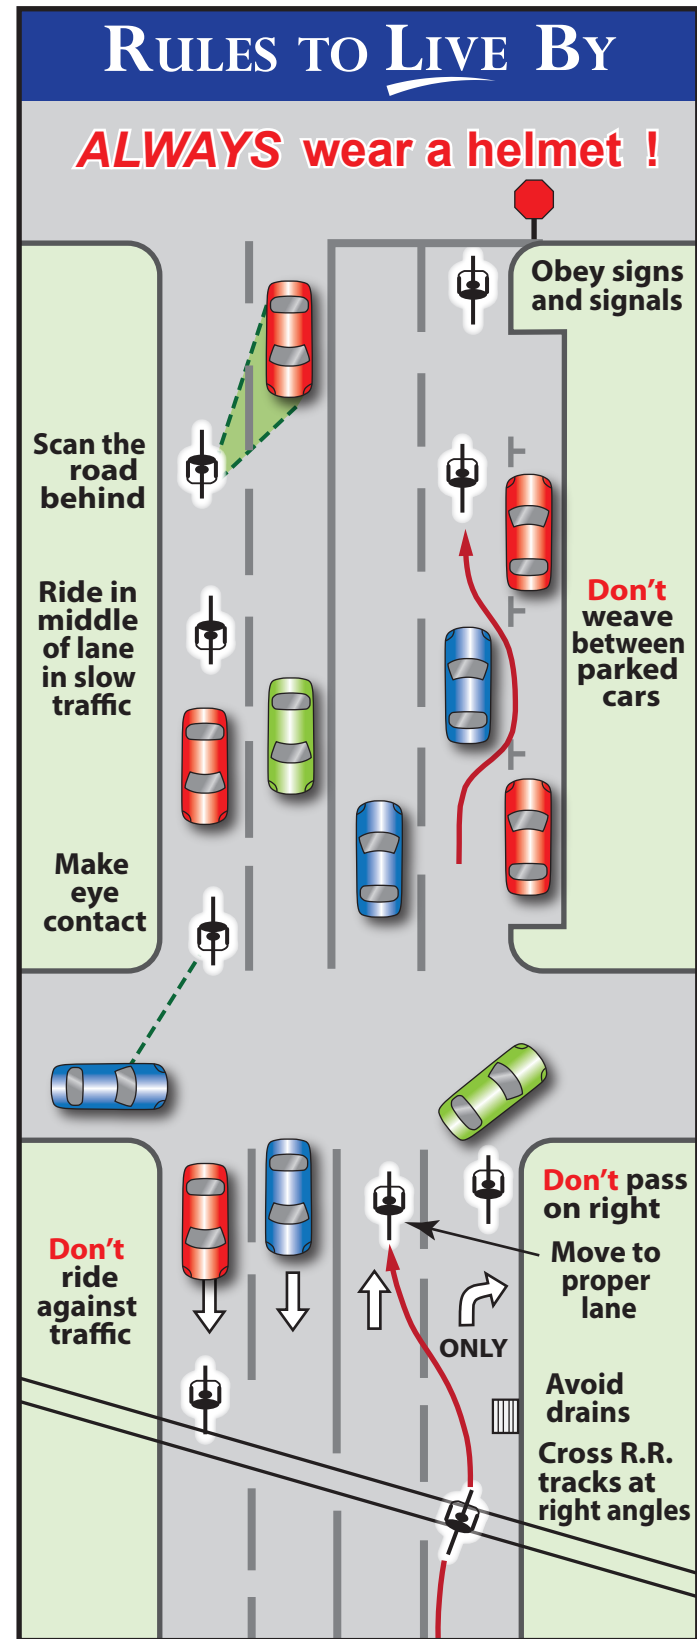 RULES TO LIVE BY
ALWAYS wear a helmet !
Obey signs
and signals
Scan the
road
behind
Ride in
middle
of lane
in slow
traffic
Don't
weave
between
parked
cars
Make
eye
contact
Don't pass
on right
Move to
proper
lane
Don't
ride
against
traffic
ONLY
Avoid
drains
Cross R.R.
tracks at
right angles